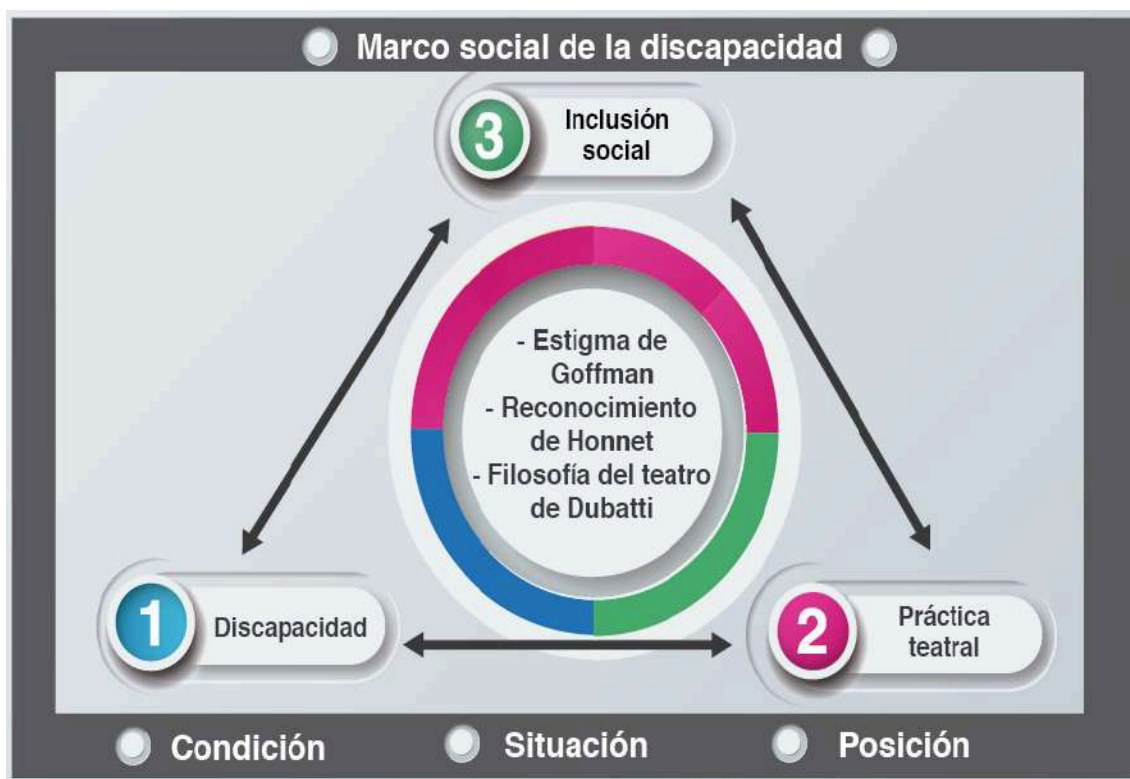 Marco social de la discapacidad
3
Inclusión
social
- Estigma de
Goffman
- Reconocimiento
de Honnet
- Filosofía del teatro
de Dubatti
1
Discapacidad
2
Práctica
teatral
Condición
Situación
Posición